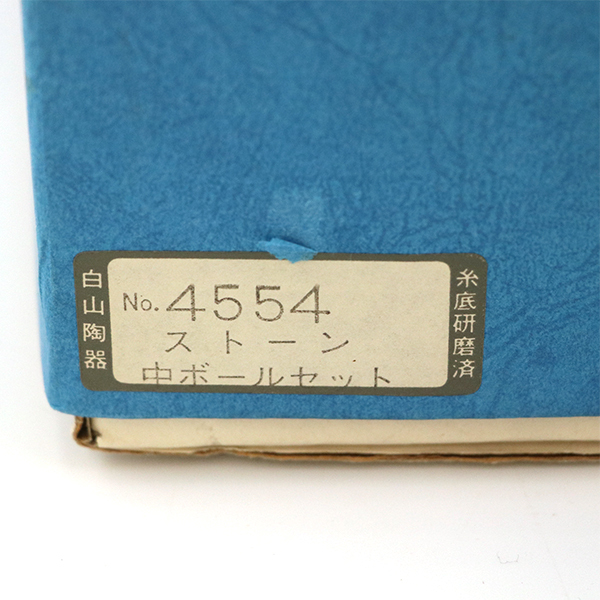 白山陶器
No.4554
ストーン
中ボールセット
糸底研磨済